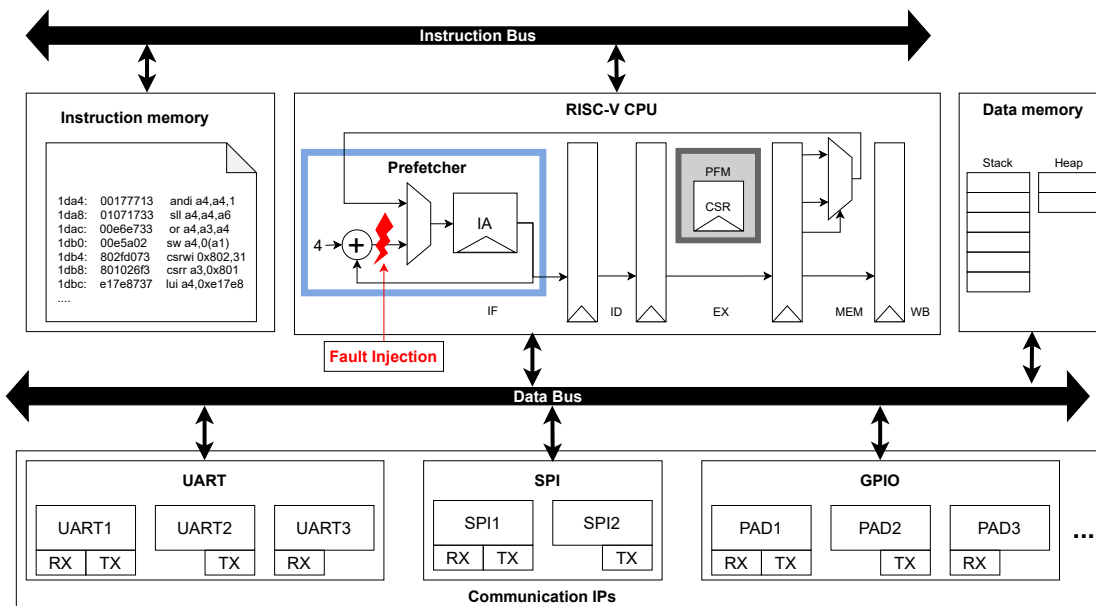 Instruction Bus
Instruction memory
1da4: 00177713 andi a4,a4,1
1da8: 01071733 sll a4,a4,a6
1dac: 00e6e733 or a4,a3,a4
1db0: 00e5a02 sw a4,0(a1)
1db4: 802fd073 csrwi 0x802,31
1db8: 801026f3 csrr a3,0x801
1dbc: e17e8737 lui a4,0xe17e8
....
RISC-V CPU
Prefetcher
4
+
IA
PFM
CSR
IF
ID
EX
MEM
WB
Fault Injection
Data memory
Stack
Heap
Data Bus
UART
UART1
RX TX
UART2
TX
UART3
RX
SPI
SPI1
RX TX
SPI2
TX
GPIO
PAD1
RX TX
PAD2
TX
PAD3
RX
...
Communication IPs